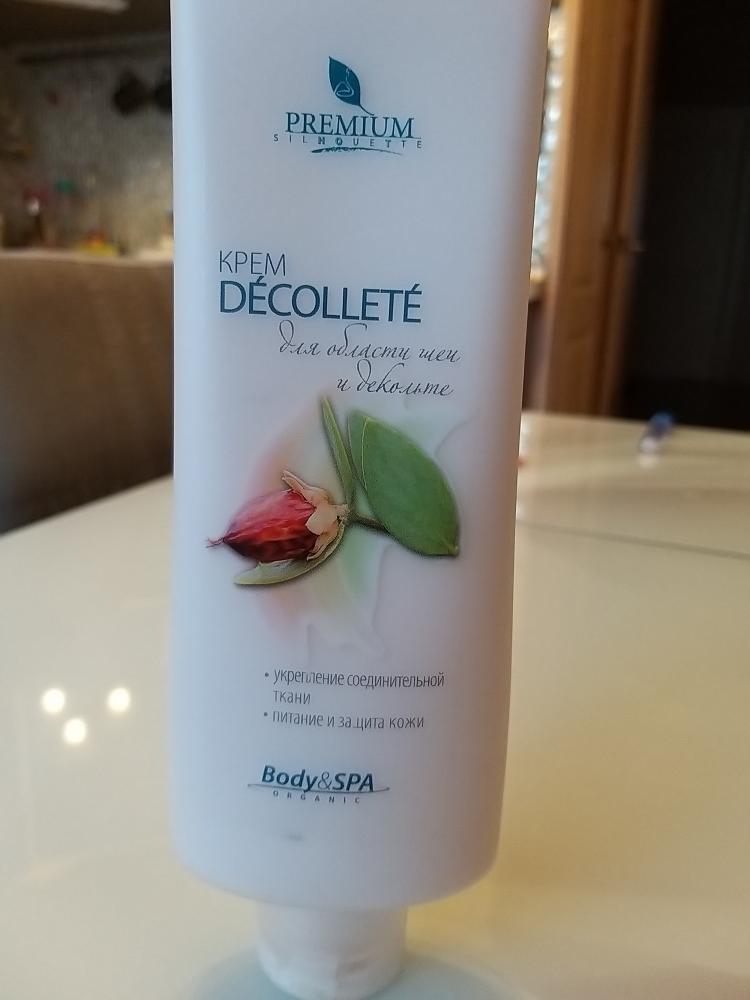 PREMIUM
SILHOUETTE
КРЕМ
DÉCOLLETÉ
для области шеи
и декольте
• укрепление соединительной
ткани
• питание и защита кожи
Body&SPA
ORGANIC